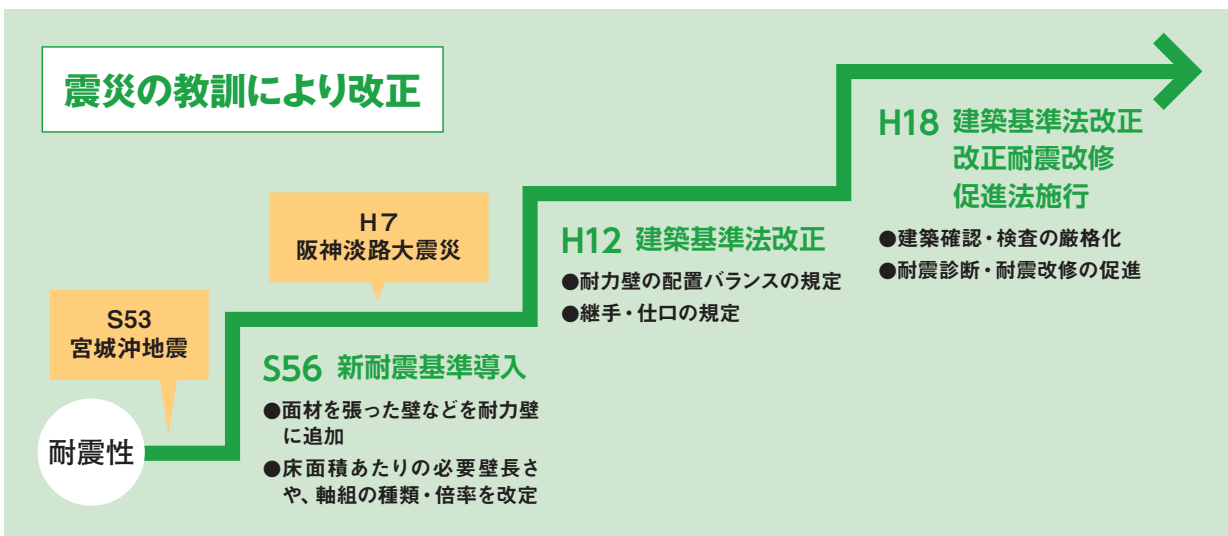 震災の教訓により改正
耐震性
S53
宮城沖地震
H7
阪神淡路大震災
S56 新耐震基準導入
●面材を張った壁などを耐力壁
に追加
●床面積あたりの必要壁長さ
や、軸組の種類・倍率を改定
H12 建築基準法改正
●耐力壁の配置バランスの規定
●継手・仕口の規定
H18 建築基準法改正
改正耐震改修
促進法施行
●建築確認・検査の厳格化
●耐震診断・耐震改修の促進